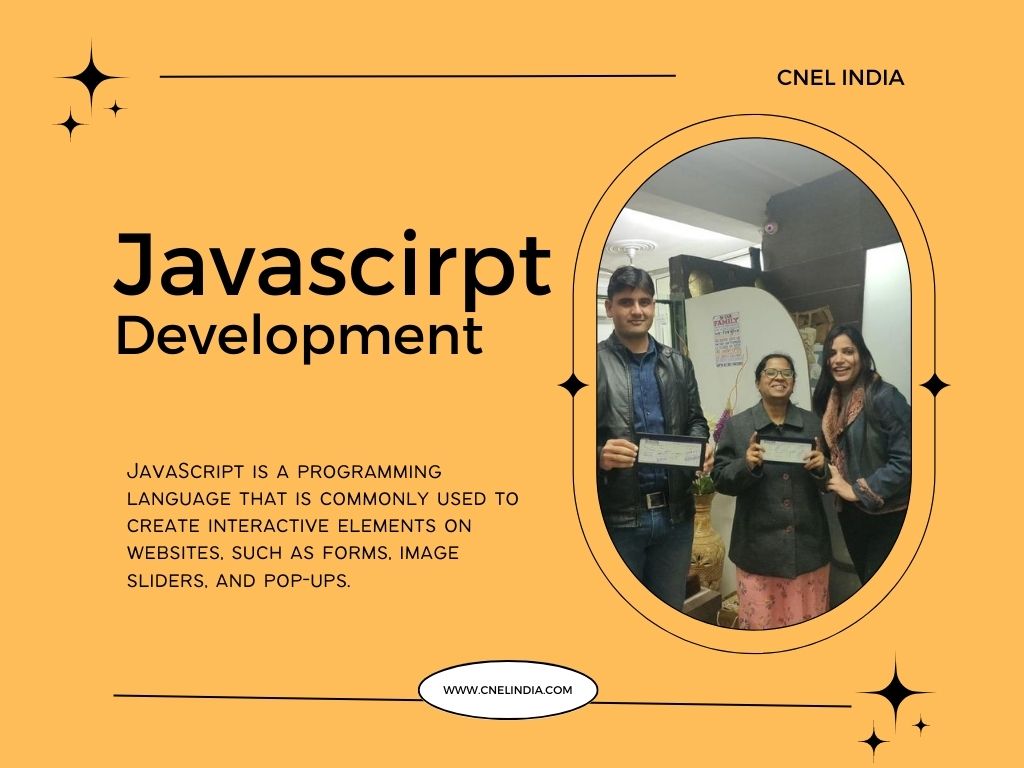 CNEL INDIA
Javascirpt
Development
JavaScript is a programming
language that is commonly used to
create interactive elements on
websites, such as forms, image
sliders, and pop-ups.
FAMILY
WWW.CNELINDIA.COM